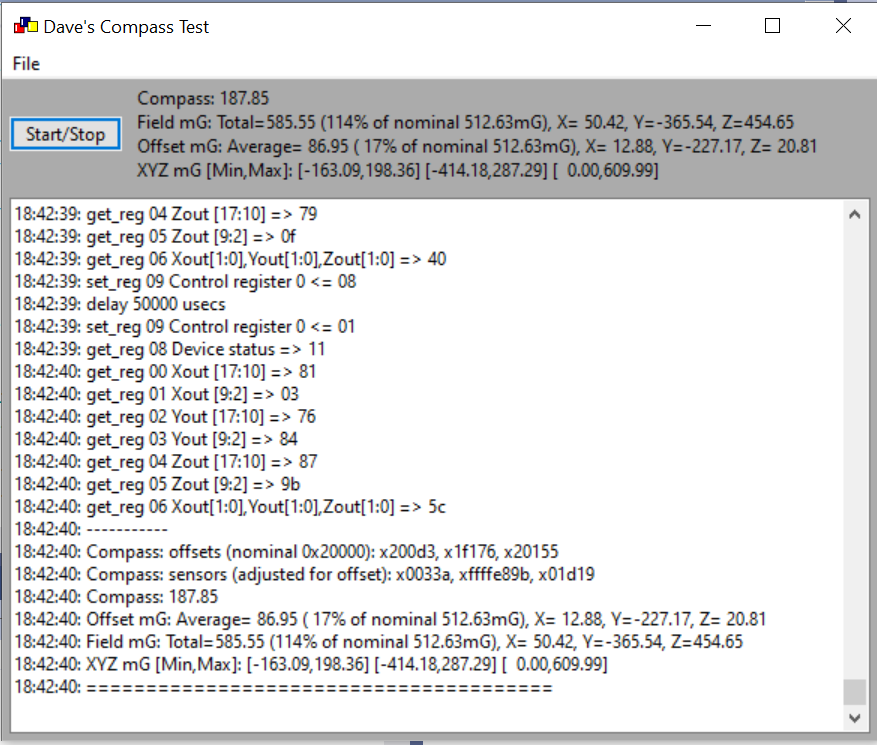 Dave's Compass Test
File
Start/Stop
Compass: 187.85
Field mG: Total=585.55 (114% of nominal 512.63mG), X= 50.42, Y=-365.54, Z=454.65
Offset mG: Average= 86.95 ( 17% of nominal 512.63mG), X= 12.88, Y=-227.17, Z= 20.81
XYZ mG [Min,Max]: [-163.09,198.36] [-414.18,287.29] [  0.00,609.99]
18:42:39: get_reg 04 Zout [17:10] => 79
18:42:39: get_reg 05 Zout [9:2] => 0f
18:42:39: get_reg 06 Xout[1:0],Yout[1:0],Zout[1:0] => 40
18:42:39: set_reg 09 Control register 0 <= 08
18:42:39: delay 50000 usecs
18:42:39: set_reg 09 Control register 0 <= 01
18:42:39: get_reg 08 Device status => 11
18:42:40: get_reg 00 Xout [17:10] => 81
18:42:40: get_reg 01 Xout [9:2] => 03
18:42:40: get_reg 02 Yout [17:10] => 76
18:42:40: get_reg 03 Yout [9:2] => 84
18:42:40: get_reg 04 Zout [17:10] => 87
18:42:40: get_reg 05 Zout [9:2] => 9b
18:42:40: get_reg 06 Xout[1:0],Yout[1:0],Zout[1:0] => 5c
18:42:40: -----------
18:42:40: Compass: offsets (nominal 0x20000): x200d3, x1f176, x20155
18:42:40: Compass: sensors (adjusted for offset): x0033a, xffffe89b, x01d19
18:42:40: Compass: 187.85
18:42:40: Offset mG: Average= 86.95 ( 17% of nominal 512.63mG), X= 12.88, Y=-227.17, Z= 20.81
18:42:40: Field mG: Total=585.55 (114% of nominal 512.63mG), X= 50.42, Y=-365.54, Z=454.65
18:42:40: XYZ mG [Min,Max]: [-163.09,198.36] [-414.18,287.29] [  0.00,609.99]
18:42:40: =======================================